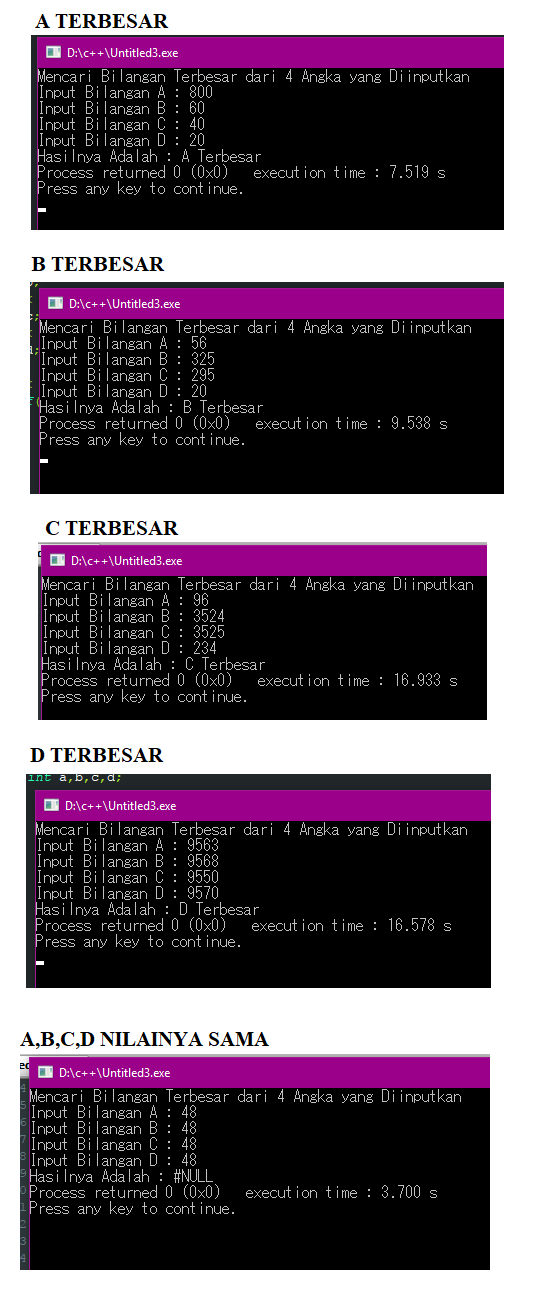 A TERBESAR
D:\c++\Untitled3.exe
Mencari Bilangan Terbesar dari 4 Angka yang Diinputkan
Input Bilangan A : 800
Input Bilangan B : 60
Input Bilangan C : 40
Input Bilangan D : 20
Hasilnya Adalah : A Terbesar
Process returned 0 (0x0)   execution time : 7.519 s
Press any key to continue.
B TERBESAR
D:\c++\Untitled3.exe
Mencari Bilangan Terbesar dari 4 Angka yang Diinputkan
Input Bilangan A : 56
Input Bilangan B : 325
Input Bilangan C : 295
Input Bilangan D : 20
Hasilnya Adalah : B Terbesar
Process returned 0 (0x0)   execution time : 9.538 s
Press any key to continue.
C TERBESAR
D:\c++\Untitled3.exe
Mencari Bilangan Terbesar dari 4 Angka yang Diinputkan
Input Bilangan A : 96
Input Bilangan B : 3524
Input Bilangan C : 3525
Input Bilangan D : 234
Hasilnya Adalah : C Terbesar
Process returned 0 (0x0)   execution time : 16.933 s
Press any key to continue.
D TERBESAR
int a,b,c,d;
D:\c++\Untitled3.exe
Mencari Bilangan Terbesar dari 4 Angka yang Diinputkan
Input Bilangan A : 9563
Input Bilangan B : 9568
Input Bilangan C : 9550
Input Bilangan D : 9570
Hasilnya Adalah : D Terbesar
Process returned 0 (0x0)   execution time : 16.578 s
Press any key to continue.
A,B,C,D NILAINYA SAMA
D:\c++\Untitled3.exe
Mencari Bilangan Terbesar dari 4 Angka yang Diinputkan
Input Bilangan A : 48
Input Bilangan B : 48
Input Bilangan C : 48
Input Bilangan D : 48
Hasilnya Adalah : #NULL
Process returned 0 (0x0)   execution time : 3.700 s
Press any key to continue.